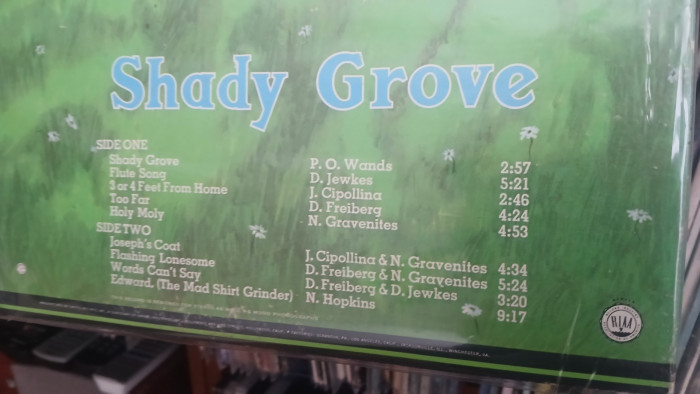 Shady Grove
SIDE ONE
Shady Grove P. O. Wands 2:57
Flute Song D. Jewkes 5:21
3 or 4 Feet From Home J. Cipollina 2:46
Too Far D. Freiberg 4:24
Holy Moly N. Gravenites 4:53
SIDE TWO
Joseph's Coat J. Cipollina & N. Gravenites 4:34
Flashing Lonesome D. Freiberg & N. Gravenites 5:24
Words Can't Say D. Freiberg & D. Jewkes 3:20
Edward, (The Mad Shirt Grinder) N. Hopkins 9:17
RIAA